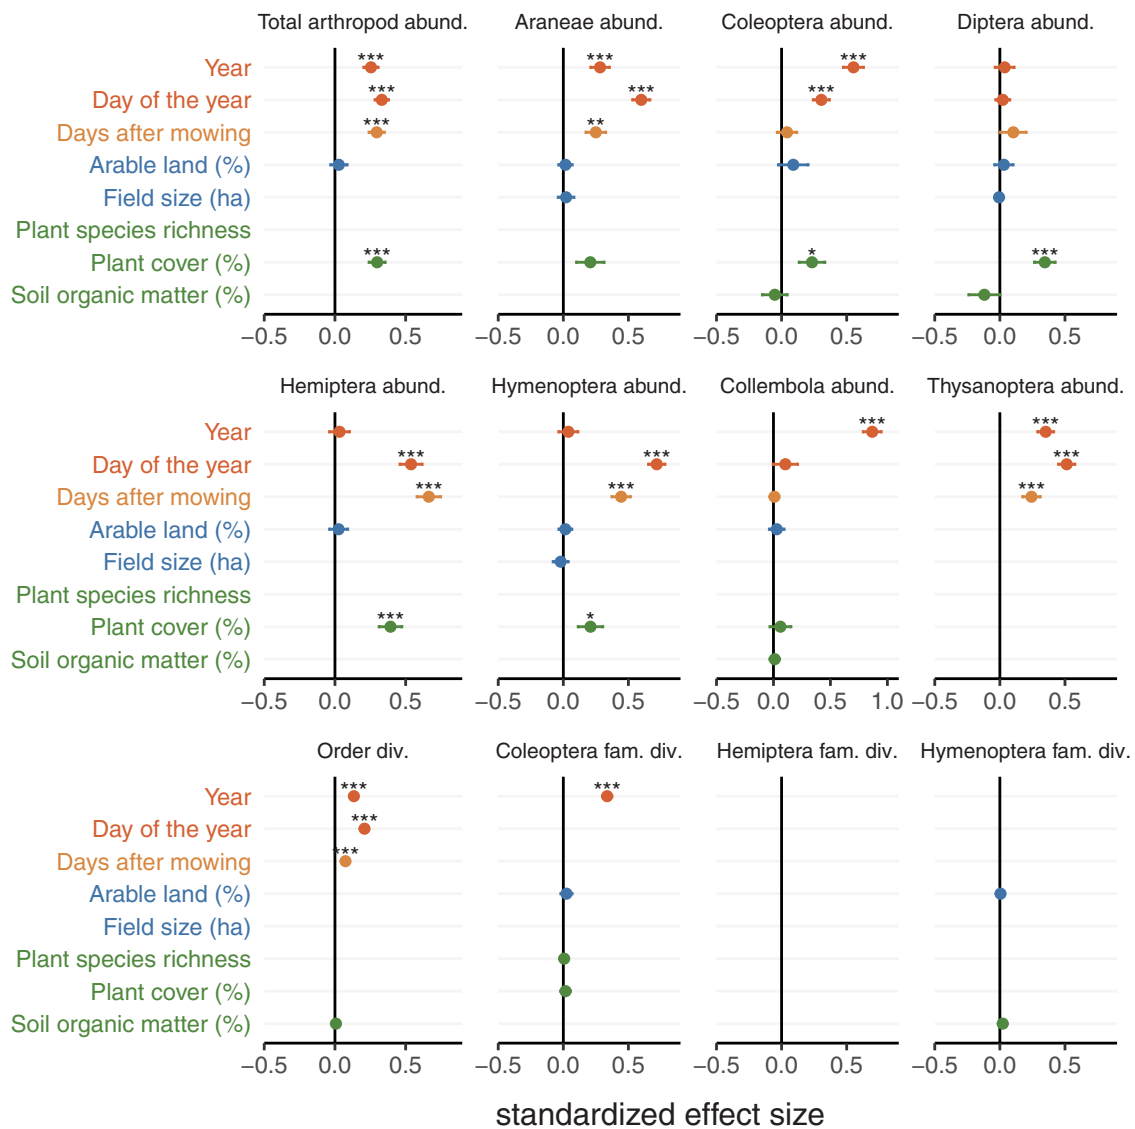 Total arthropod abund. Araneae abund. Coleoptera abund. Diptera abund.
Year *** *** ***
Day of the year *** *** ***
Days after mowing *** **
Arable land (%)
Field size (ha)
Plant species richness
Plant cover (%) *** * ***
Soil organic matter (%)
−0.5 0.0 0.5 −0.5 0.0 0.5 −0.5 0.0 0.5 −0.5 0.0 0.5
Hemiptera abund. Hymenoptera abund. Collembola abund. Thysanoptera abund.
Year *** ***
Day of the year *** *** ***
Days after mowing *** *** ***
Arable land (%)
Field size (ha)
Plant species richness
Plant cover (%) *** *
Soil organic matter (%)
−0.5 0.0 0.5 −0.5 0.0 0.5 −0.5 0.0 0.5 1.0 −0.5 0.0 0.5
Order div. Coleoptera fam. div. Hemiptera fam. div. Hymenoptera fam. div.
Year *** ***
Day of the year ***
Days after mowing ***
Arable land (%)
Field size (ha)
Plant species richness
Plant cover (%)
Soil organic matter (%)
−0.5 0.0 0.5 −0.5 0.0 0.5 −0.5 0.0 0.5 −0.5 0.0 0.5
standardized effect size